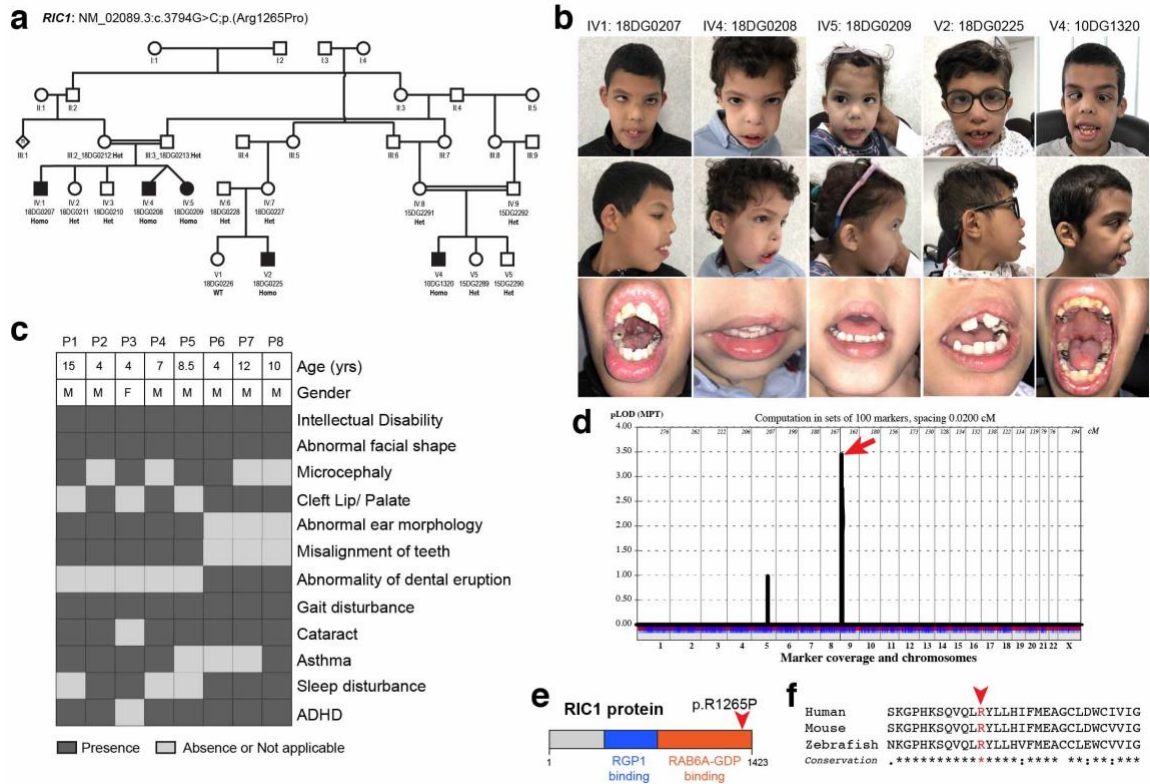 a RIC1: NM_02089.3:c.3794G>C;p.(Arg1265Pro)
I:1 I:2 I:3 I:4
II:1 II:2 II:3 II:4 II:5
III:1 III:2_18DG0212:Het III:3_18DG0213 Het III:4 III:5 III:6 III:7 III:8 III:9
IV:1 IV:2 IV:3 IV:4 IV:5 IV:6 IV:7 IV:8 IV:9
18DG0207 18DG0211 18DG0210 18DG0208 18DG0209 18DG0228 18DG0227 15DG2291 15DG2292
Homo Het Het Homo Homo Het Het Het Het
V1 V2 V4 V5 V5
18DG0226 18DG0225 10DG1320 15DG2289 15DG2290
WT Homo Homo Het Het
b
IV1: 18DG0207 IV4: 18DG0208 IV5: 18DG0209 V2: 18DG0225 V4: 10DG1320
c
P1 P2 P3 P4 P5 P6 P7 P8
15 4 4 7 8.5 4 12 10 Age (yrs)
M M F M M M M M Gender
Intellectual Disability
Abnormal facial shape
Microcephaly
Cleft Lip/ Palate
Abnormal ear morphology
Misalignment of teeth
Abnormality of dental eruption
Gait disturbance
Cataract
Asthma
Sleep disturbance
ADHD
Presence Absence or Not applicable
d
pLOD (MPT) Computation in sets of 100 markers, spacing 0.0200 cM
cM
4.00
3.50
3.00
2.50
2.00
1.50
1.00
0.50
0.00
1 2 3 4 5 6 7 8 9 10 11 12 13 14 15 16 17 18 19 20 21 22 X
Marker coverage and chromosomes
e
RIC1 protein p.R1265P
1 RGP1 binding RAB6A-GDP binding 1423
f
Human SKGPHKSQVQLRYLLHIFMEAGCLDWCIVIG
Mouse SKGPHKSQVQLRYLLHIFMEAGCLDWCVVIG
Zebrafish NKGPHKSQVQLRYLLHVFMEACCLEWCVVIG
Conservation .***************:**** **:**:***